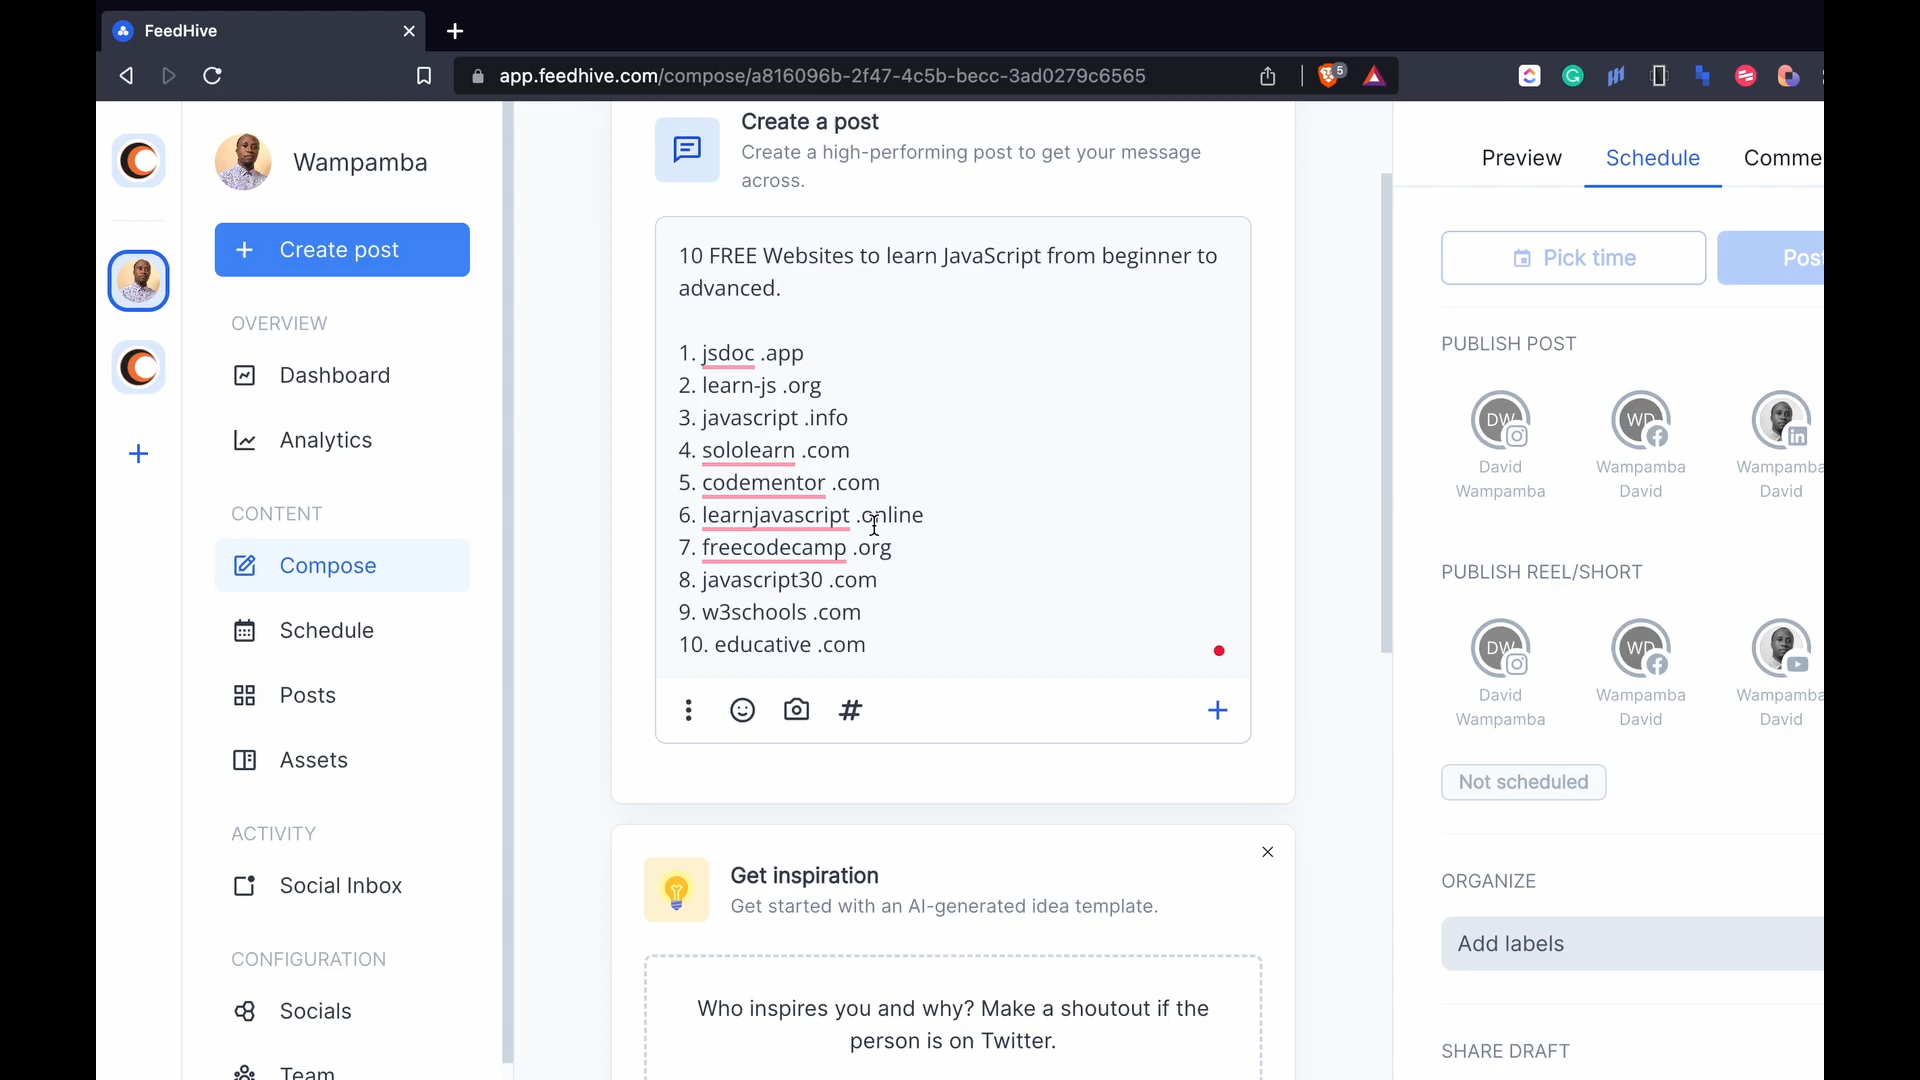 FeedHive
app.feedhive.com/compose/a816096b-2f47-4c5b-becc-3ad0279c6565
5
Wampamba
Create post
OVERVIEW
Dashboard
Analytics
CONTENT
Compose
Schedule
Posts
Assets
ACTIVITY
Social Inbox
CONFIGURATION
Socials
Team
Create a post
Create a high-performing post to get your message
across.
10 FREE Websites to learn JavaScript from beginner to
advanced.
1. jsdoc .app
2. learn-js .org
3. javascript .info
4. sololearn .com
5. codementor .com
6. learnjavascript .online
7. freecodecamp .org
8. javascript30 .com
9. w3schools .com
10. educative .com
#
Get inspiration
Get started with an AI-generated idea template.
Who inspires you and why? Make a shoutout if the
person is on Twitter.
Preview
Schedule
Comme
Pick time
Post
PUBLISH POST
DW
WD
David
Wampamba
Wampamba
David
Wampamba
David
PUBLISH REEL/SHORT
DW
WD
David
Wampamba
Wampamba
David
Wampamba
David
Not scheduled
ORGANIZE
Add labels
SHARE DRAFT